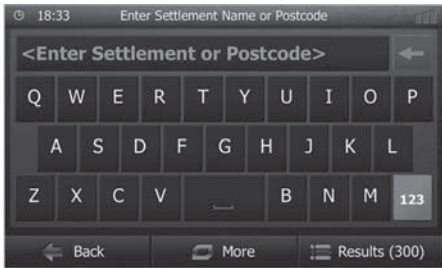 18:33 Enter Settlement Name or Postcode
<Enter Settlement or Postcode>
Q W E R T Y U I O P
A S D F G H J K L
Z X C V B N M 123
Back More Results (300)